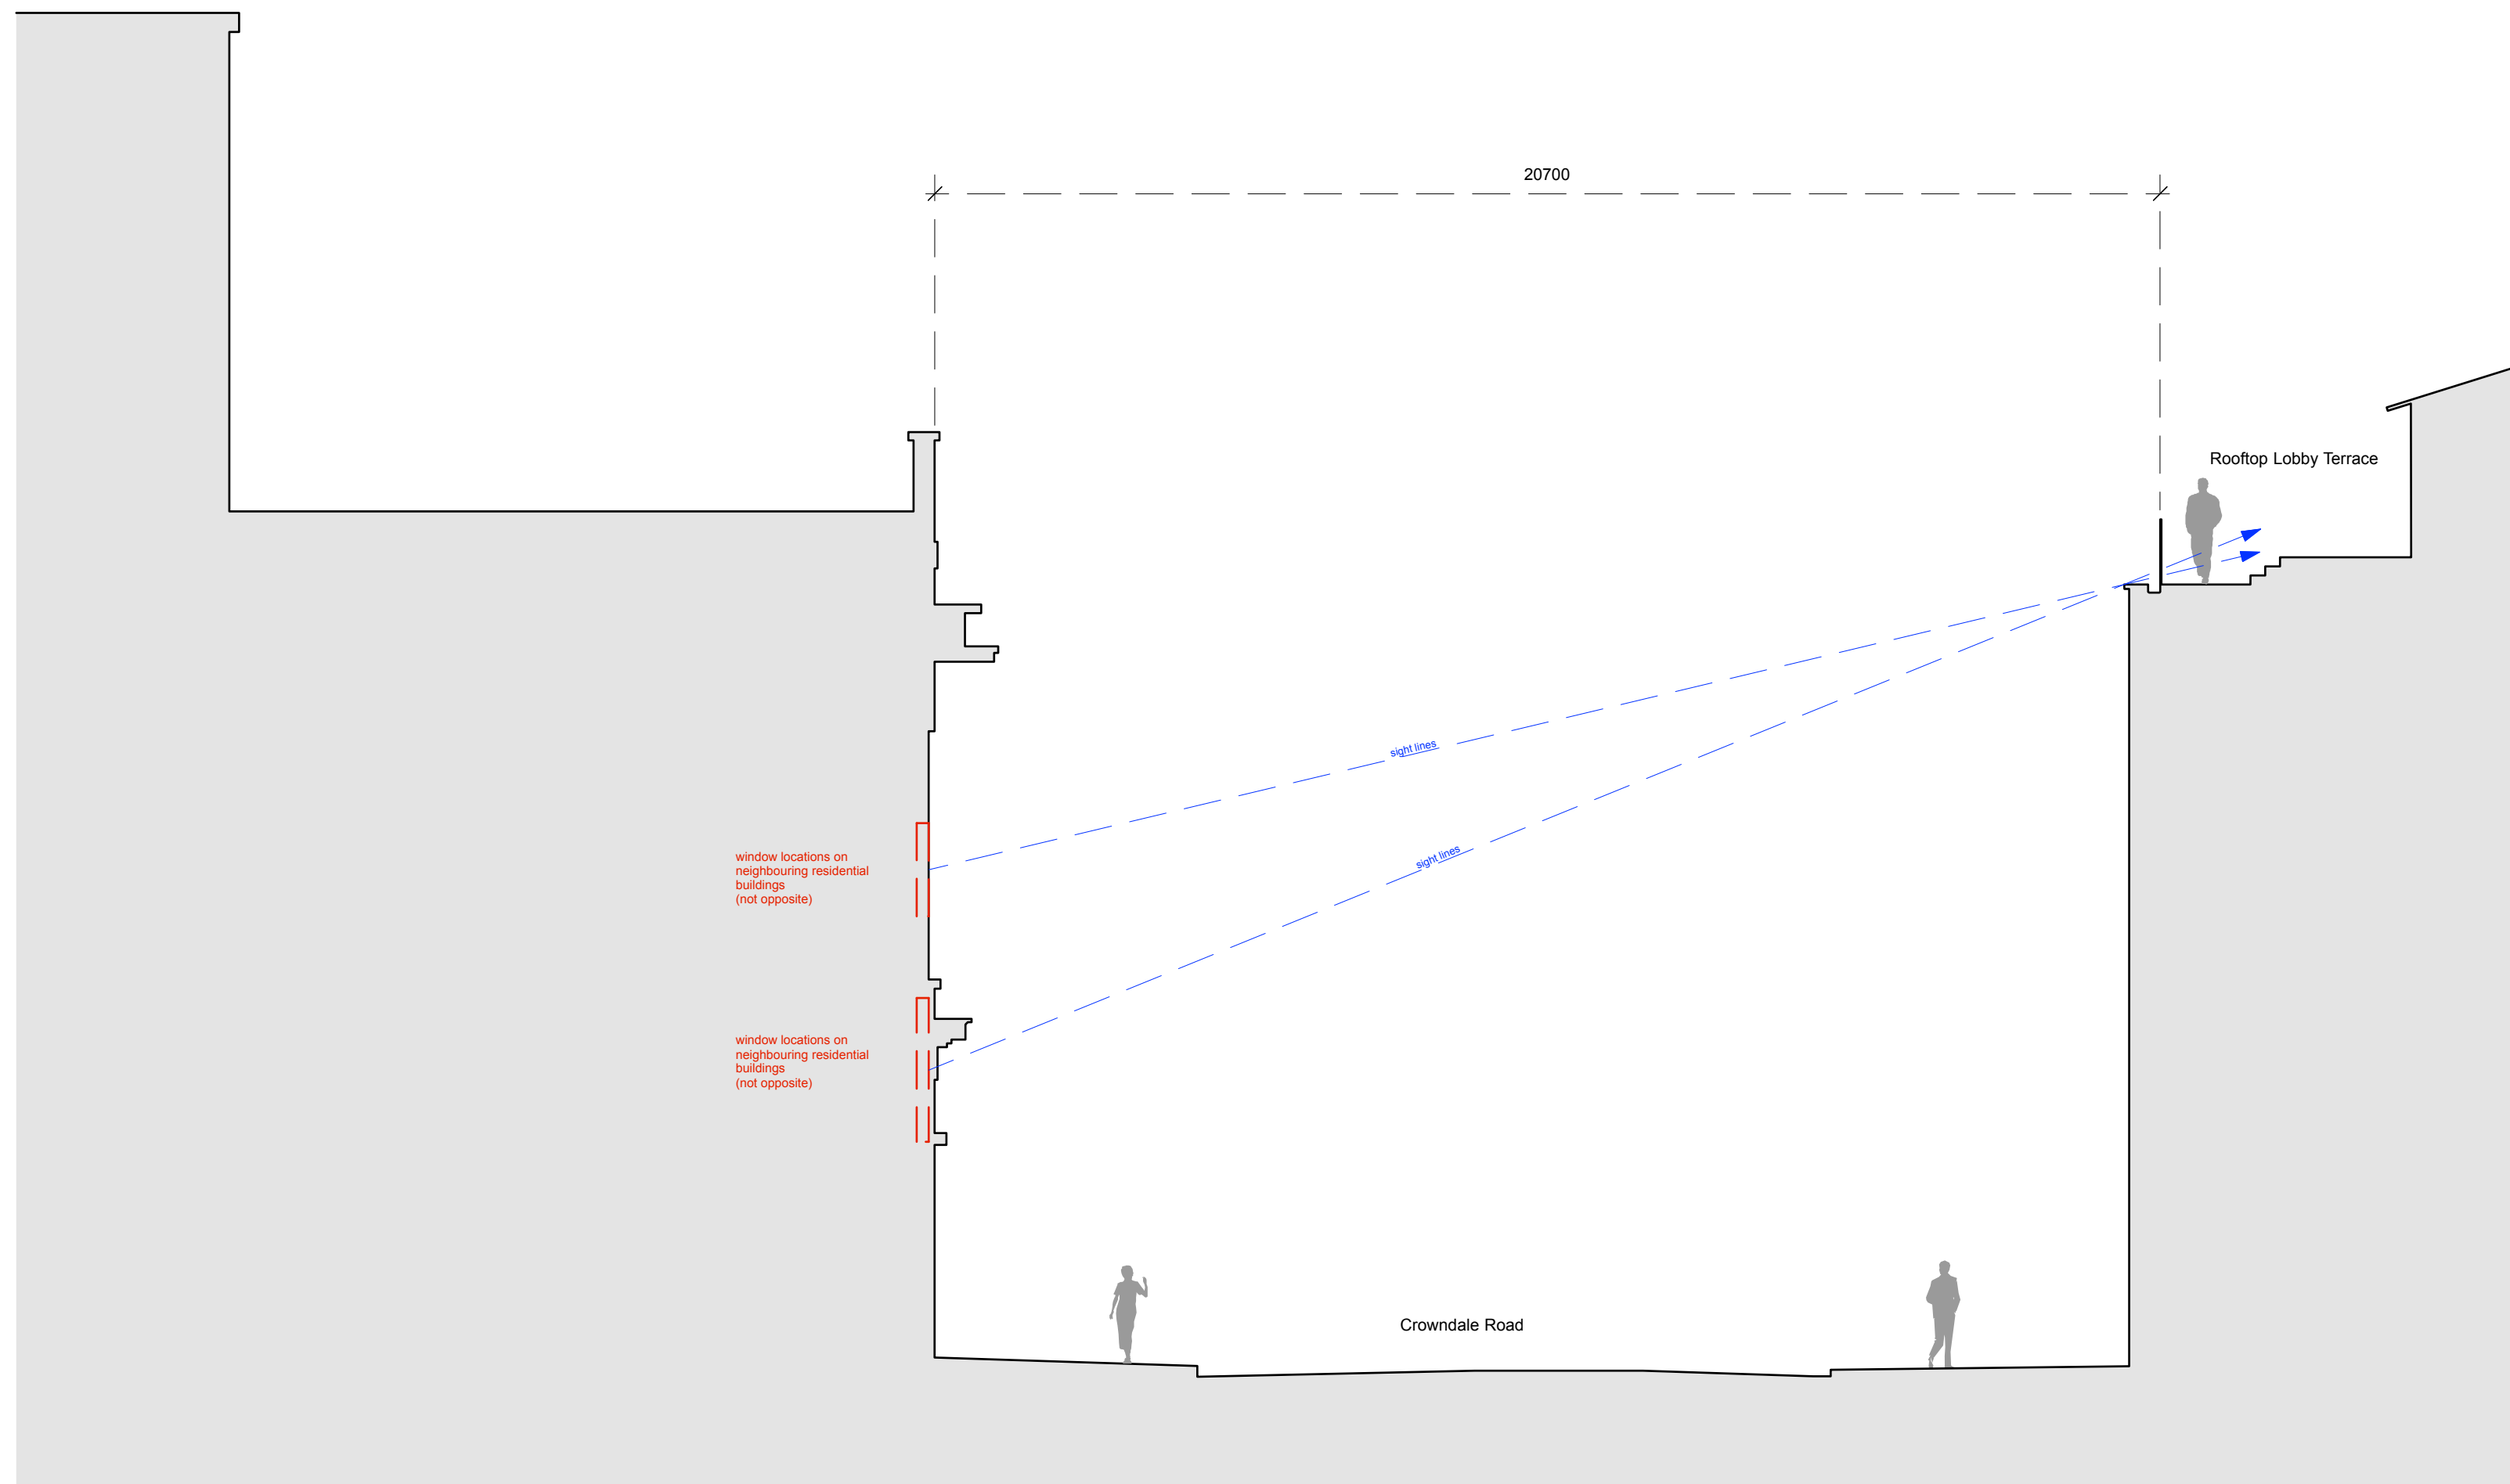 20700
Rooftop Lobby Terrace
sight lines
sight lines
window locations on
neighbouring residential
buildings
(not opposite)
window locations on
neighbouring residential
buildings
(not opposite)
Crowndale Road